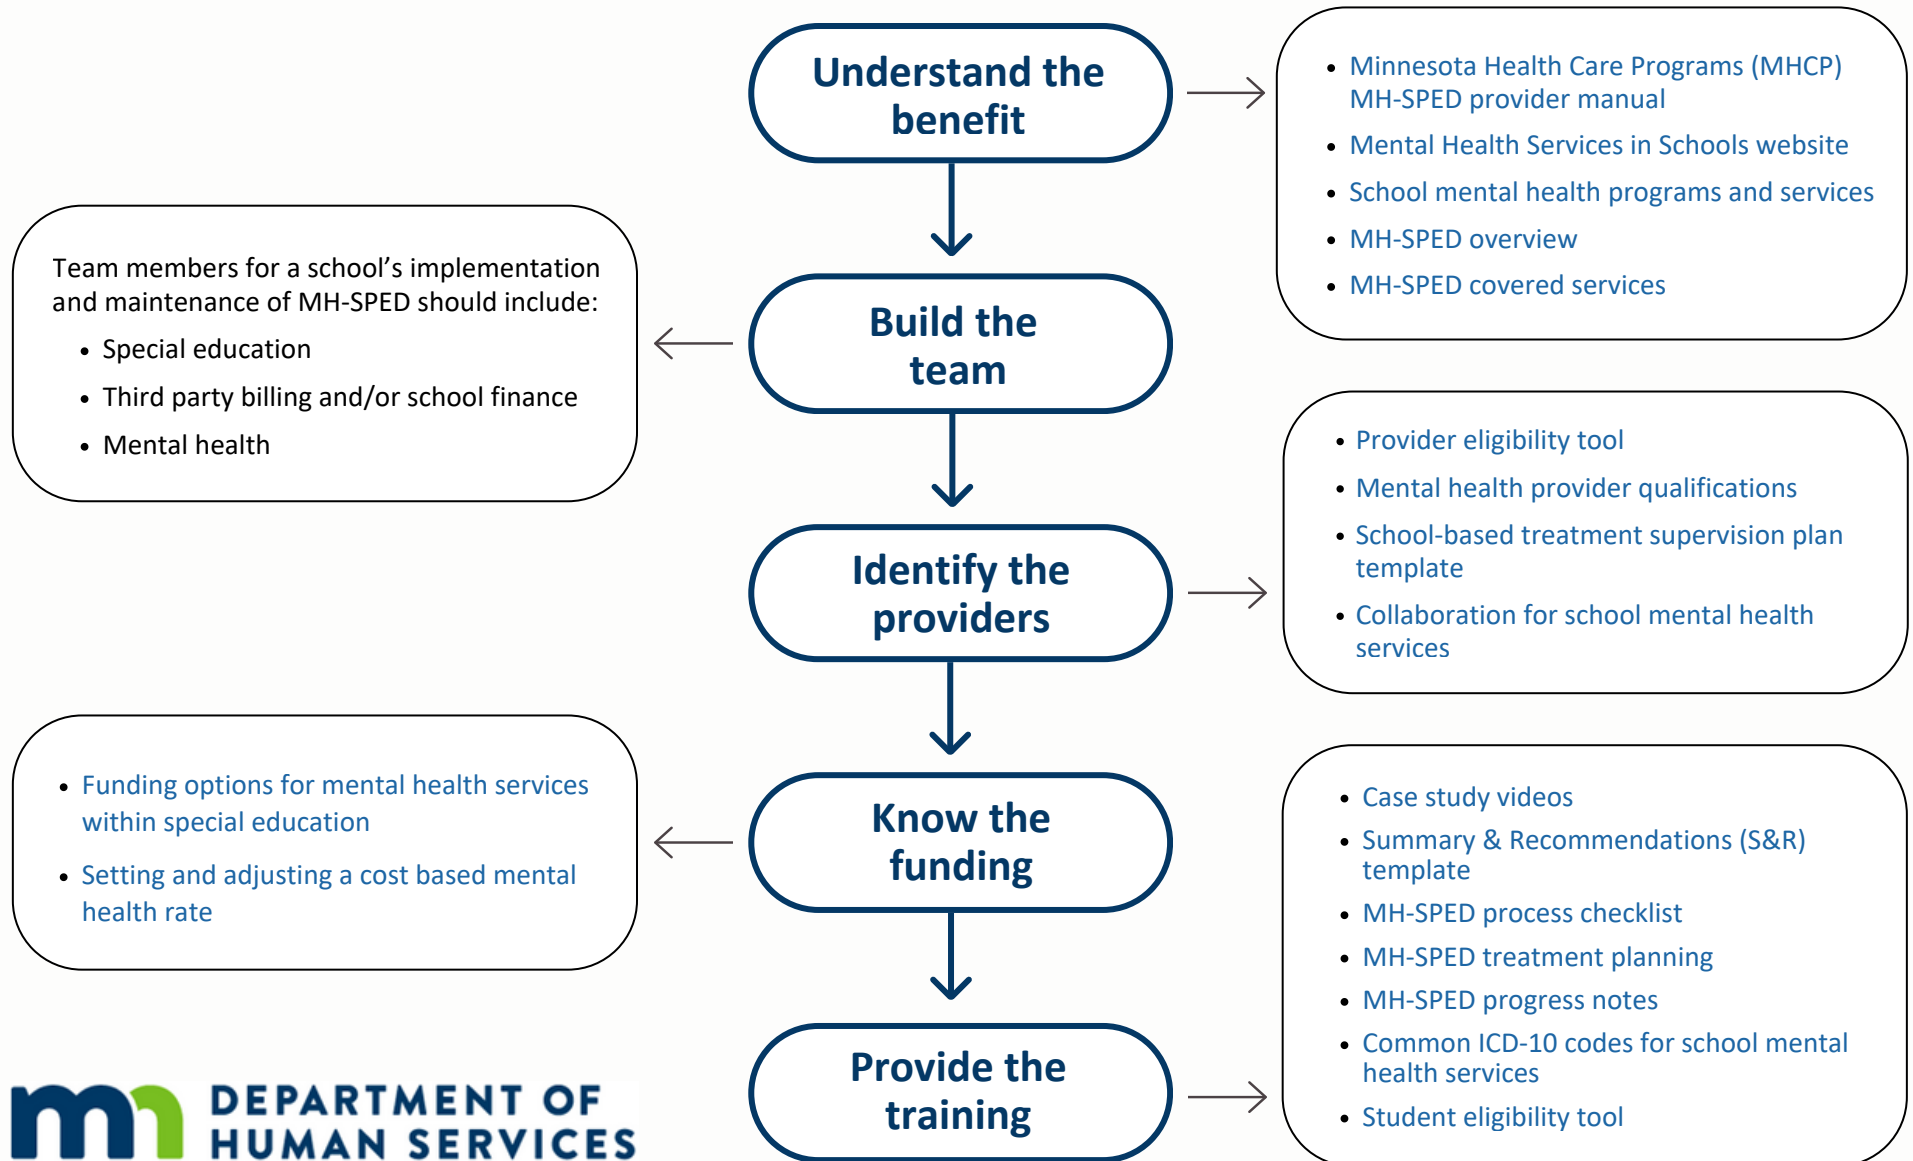 Understand the
benefit
• Minnesota Health Care Programs (MHCP)
MH-SPED provider manual
• Mental Health Services in Schools website
• School mental health programs and services
• MH-SPED overview
• MH-SPED covered services
Build the
team
Team members for a school’s implementation
and maintenance of MH-SPED should include:
• Special education
• Third party billing and/or school finance
• Mental health
Identify the
providers
• Provider eligibility tool
• Mental health provider qualifications
• School-based treatment supervision plan
template
• Collaboration for school mental health
services
Know the
funding
• Funding options for mental health services
within special education
• Setting and adjusting a cost based mental
health rate
Provide the
training
• Case study videos
• Summary & Recommendations (S&R)
template
• MH-SPED process checklist
• MH-SPED treatment planning
• MH-SPED progress notes
• Common ICD-10 codes for school mental
health services
• Student eligibility tool
mn
DEPARTMENT OF
HUMAN SERVICES